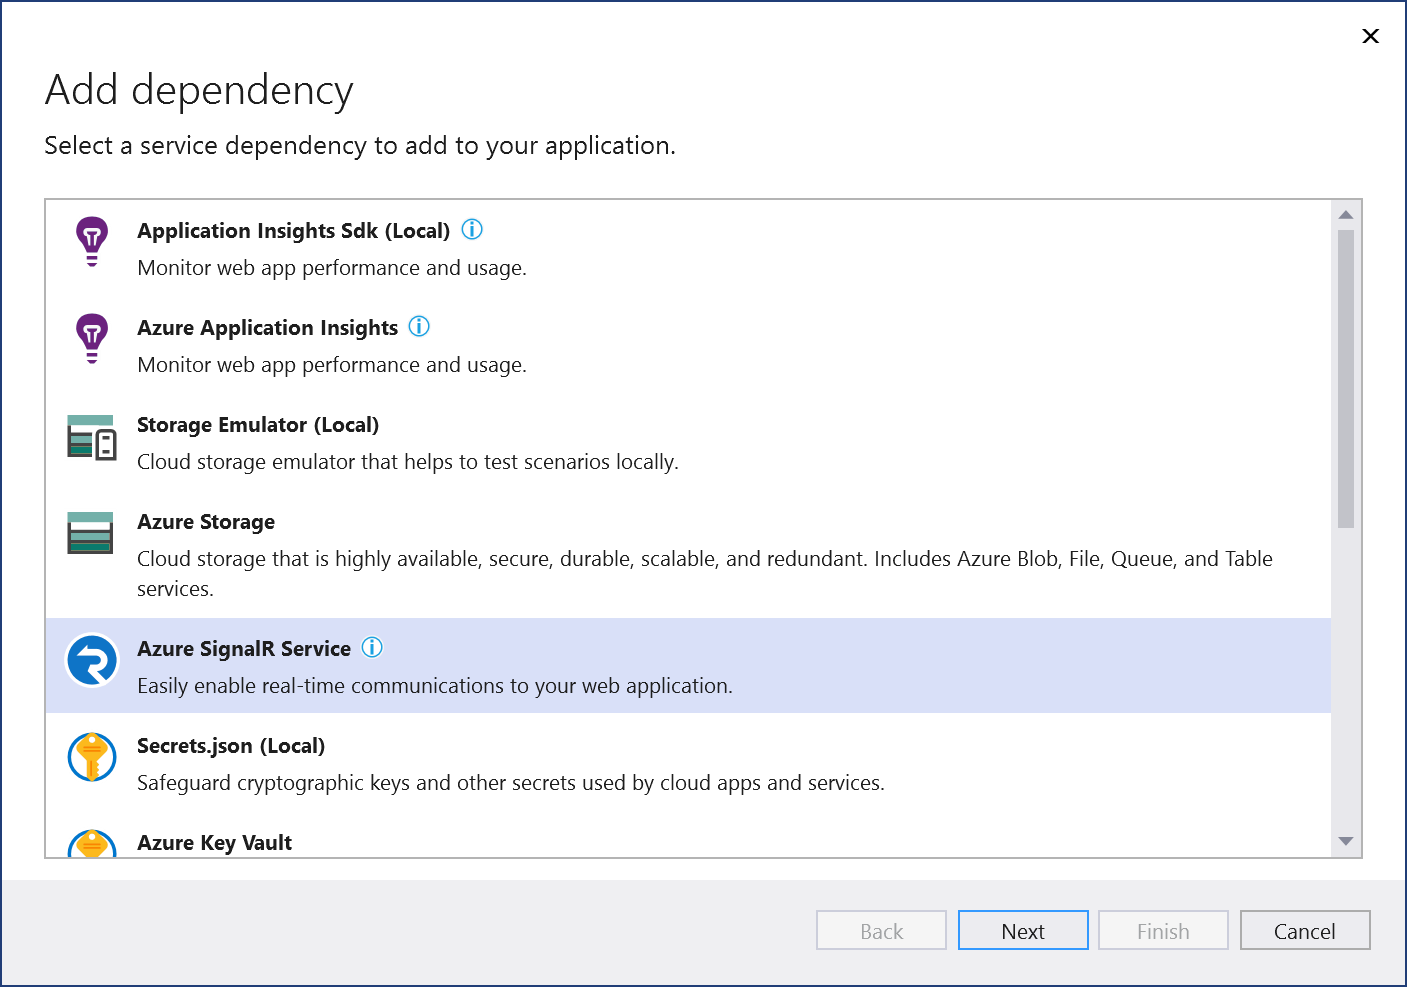 Add dependency
Select a service dependency to add to your application.
Application Insights Sdk (Local)
Monitor web app performance and usage.
Azure Application Insights
Monitor web app performance and usage.
Storage Emulator (Local)
Cloud storage emulator that helps to test scenarios locally.
Azure Storage
Cloud storage that is highly available, secure, durable, scalable, and redundant. Includes Azure Blob, File, Queue, and Table
services.
Azure SignalR Service
Easily enable real-time communications to your web application.
Secrets.json (Local)
Safeguard cryptographic keys and other secrets used by cloud apps and services.
Azure Key Vault
Back Next Finish Cancel